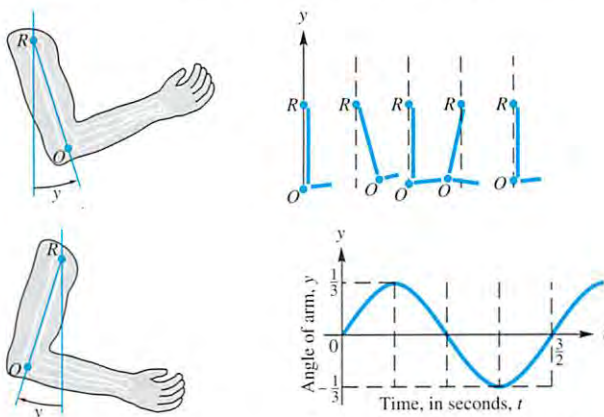 R
O
y
y
R R R R R
O O O O O
R
O
y
y
Angle of arm, y
1/3
0
3/2
-1/3
Time, in seconds, t